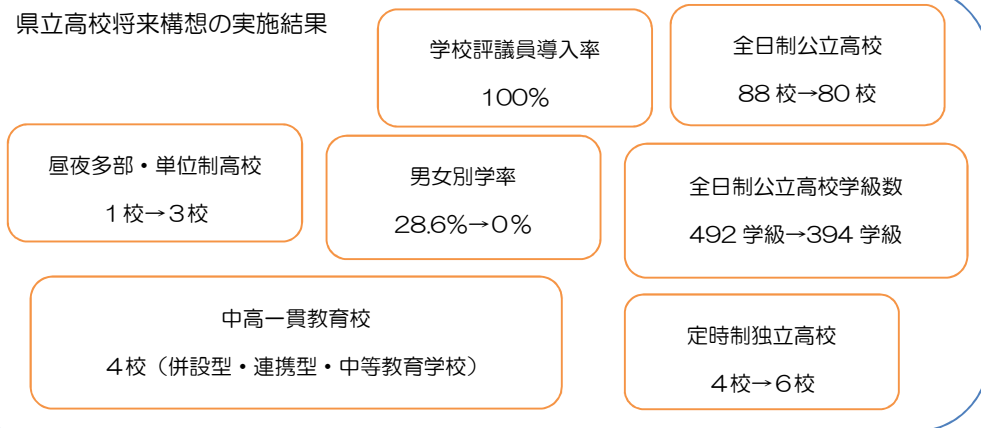 県立高校将来構想の実施結果
学校評議員導入率
100%
全日制公立高校
88 校→80 校
昼夜多部・単位制高校
1校→3校
男女別学率
28.6%→0%
全日制公立高校学級数
492 学級→394 学級
中高一貫教育校
4校(併設型・連携型・中等教育学校)
定時制独立高校
4校→6校